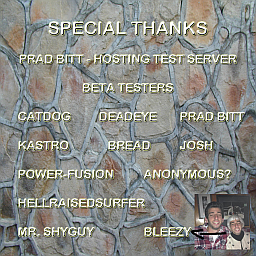 SPECIAL THANKS
PRAD BITT - HOSTING TEST SERVER
BETA TESTERS
CATDOG DEADEYE PRAD BITT
KASTRO BREAD JOSH
POWER-FUSION ANONYMOUS?
HELLRAISEDSURFER
MR. SHYGUY BLEEZY